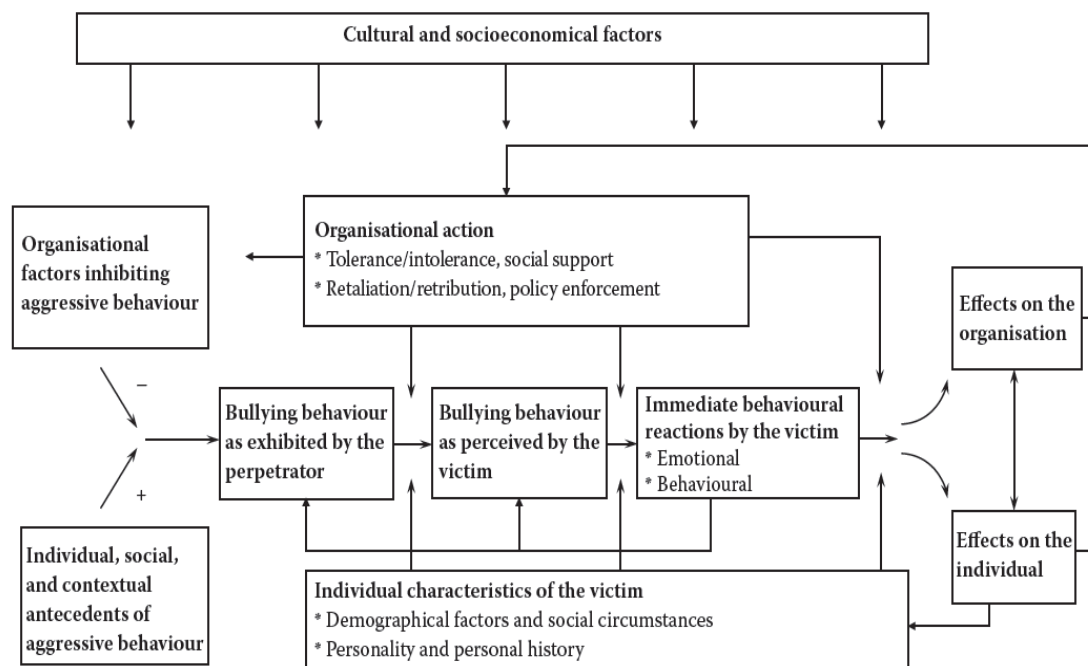 Cultural and socioeconomical factors
Organisational
factors inhibiting
aggressive behaviour
Organisational action
* Tolerance/intolerance, social support
* Retaliation/retribution, policy enforcement
Effects on the
organisation
–
+
Bullying behaviour
as exhibited by the
perpetrator
Bullying behaviour
as perceived by the
victim
Immediate behavioural
reactions by the victim
* Emotional
* Behavioural
Individual, social,
and contextual
antecedents of
aggressive behaviour
Individual characteristics of the victim
* Demographical factors and social circumstances
* Personality and personal history
Effects on the
individual